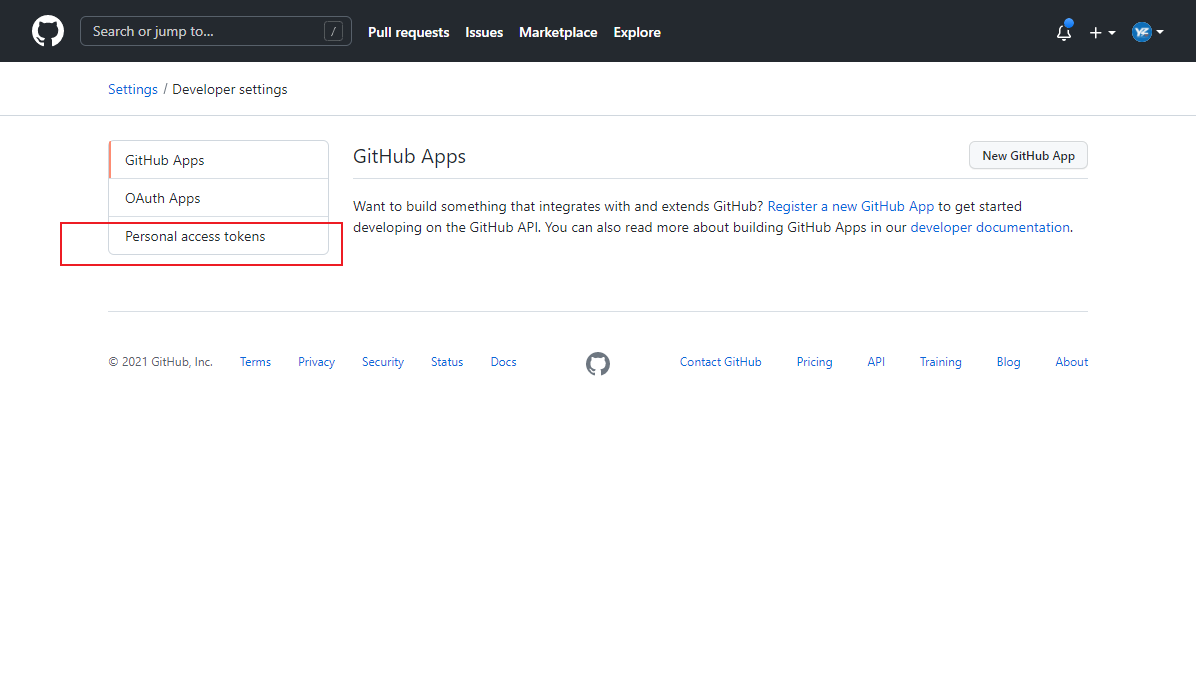 Search or jump to... /
Pull requests Issues Marketplace Explore
Settings / Developer settings
GitHub Apps
OAuth Apps
Personal access tokens
GitHub Apps
New GitHub App
Want to build something that integrates with and extends GitHub? Register a new GitHub App to get started
developing on the GitHub API. You can also read more about building GitHub Apps in our developer documentation.
© 2021 GitHub, Inc. Terms Privacy Security Status Docs Contact GitHub Pricing API Training Blog About